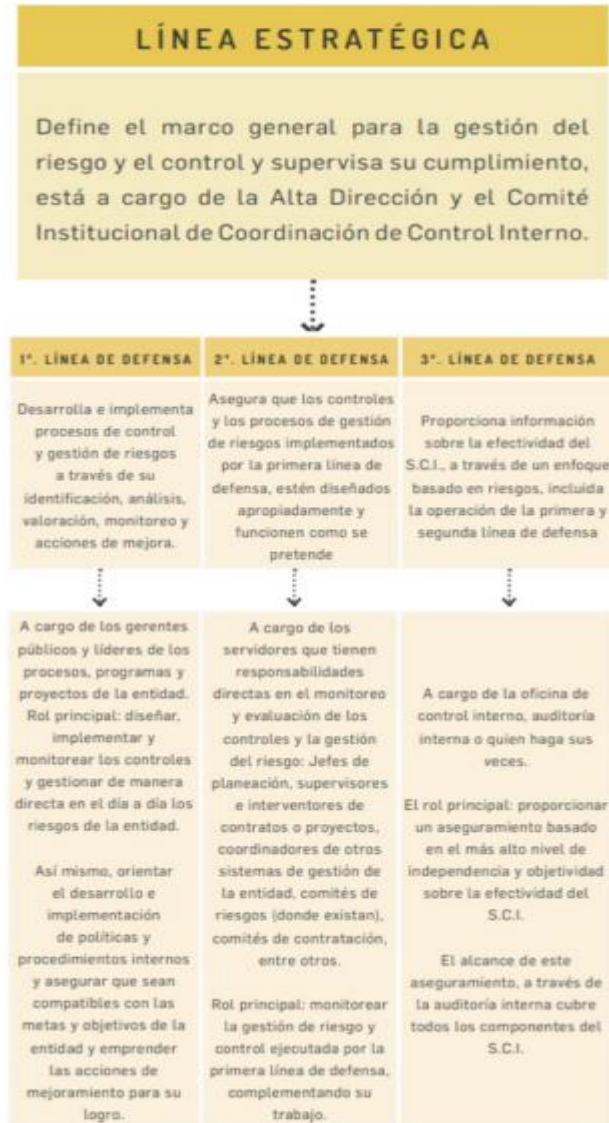 LÍNEA ESTRATÉGICA
Define el marco general para la gestión del
riesgo y el control y supervisa su cumplimiento,
está a cargo de la Alta Dirección y el Comité
Institucional de Coordinación de Control Interno.
1ª. LÍNEA DE DEFENSA
Desarrolla e implementa
procesos de control
y gestión de riesgos
a través de su
identificación, análisis,
valoración, monitoreo y
acciones de mejora.
A cargo de los gerentes
públicos y líderes de los
procesos, programas y
proyectos de la entidad.
Rol principal: diseñar,
implementar y
monitorear los controles
y gestionar de manera
directa en el día a día los
riesgos de la entidad.
Así mismo, orientar
el desarrollo e
implementación
de políticas y
procedimientos internos
y asegurar que sean
compatibles con las
metas y objetivos de la
entidad y emprender
las acciones de
mejoramiento para su
logro.
2ª. LÍNEA DE DEFENSA
Asegura que los controles
y los procesos de gestión
de riesgos implementados
por la primera línea de
defensa, estén diseñados
apropiadamente y
funcionen como se
pretende
A cargo de los
servidores que tienen
responsabilidades
directas en el monitoreo
y evaluación de los
controles y la gestión
del riesgo: Jefes de
planeación, supervisores
e interventores de
contratos o proyectos,
coordinadores de otros
sistemas de gestión de
la entidad, comités de
riesgos (donde existan),
comités de contratación,
entre otros.
Rol principal: monitorear
la gestión de riesgo y
control ejecutada por la
primera línea de defensa,
complementando su
trabajo.
3ª. LÍNEA DE DEFENSA
Proporciona información
sobre la efectividad del
S.C.I., a través de un enfoque
basado en riesgos, incluida
la operación de la primera y
segunda línea de defensa
A cargo de la oficina de
control interno, auditoría
interna o quien haga sus
veces.
El rol principal: proporcionar
un aseguramiento basado
en el más alto nivel de
independencia y objetividad
sobre la efectividad del
S.C.I.
El alcance de este
aseguramiento, a través de
la auditoría interna cubre
todos los componentes del
S.C.I.